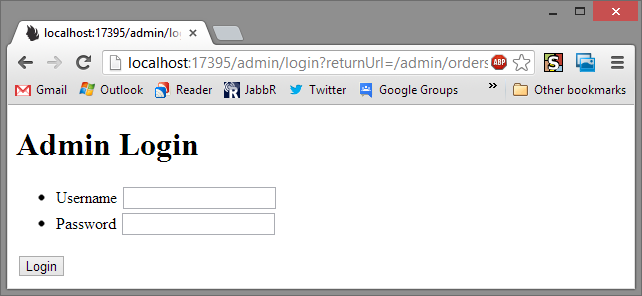 localhost:17395/admin/lo
localhost:17395/admin/login?returnUrl=/admin/orders
ABP
S
Gmail
Outlook
Reader
JabbR
Twitter
Google Groups
»
Other bookmarks
Admin Login
Username
Password
Login